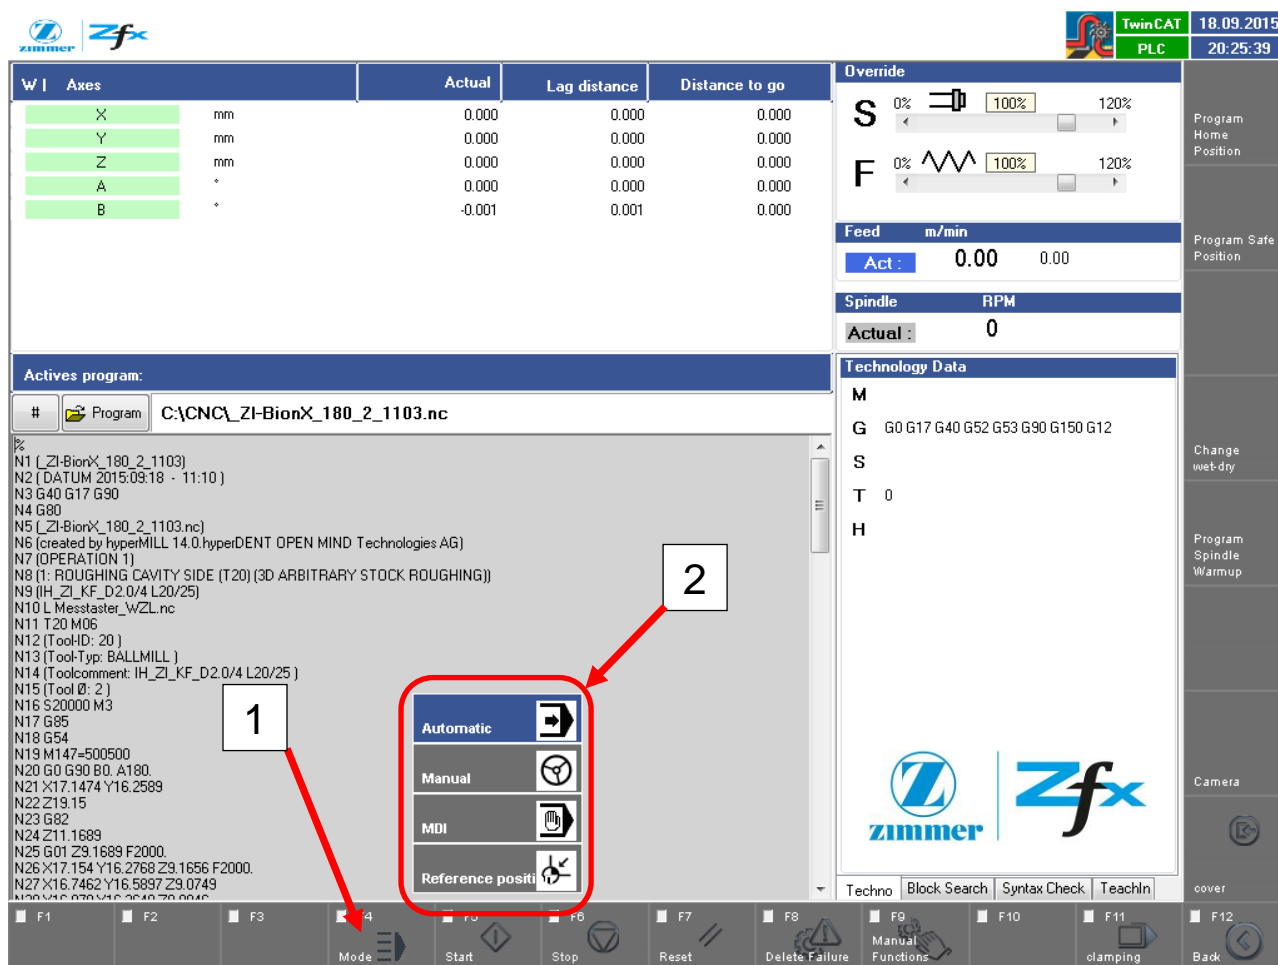 zimmer Zfx
TwinCAT 18.09.2015
PLC 20:25:39
W I Axes Actual Lag distance Distance to go
X mm 0.000 0.000 0.000
Y mm 0.000 0.000 0.000
Z mm 0.000 0.000 0.000
A ° 0.000 0.000 0.000
B ° -0.001 0.001 0.000
Override
S 0% 100% 120%
F 0% 100% 120%
Feed m/min
Act : 0.00 0.00
Spindle RPM
Actual : 0
Program
Home
Position
Program Safe
Position
Change
wet-dry
Program
Spindle
Warmup
Camera
cover
Actives program:
# Program C:\CNC\_ZI-BionX_180_2_1103.nc
%
N1 (_ZI-BionX_180_2_1103)
N2 ( DATUM 2015:09:18 - 11:10 )
N3 G40 G17 G90
N4 G80
N5 (_ZI-BionX_180_2_1103.nc)
N6 (created by hyperMILL 14.0.hyperDENT OPEN MIND Technologies AG)
N7 (OPERATION 1)
N8 (1: ROUGHING CAVITY SIDE (T20) (3D ARBITRARY STOCK ROUGHING))
N9 (IH_ZI_KF_D2.0/4 L20/25)
N10 L Messtaster_WZL.nc
N11 T20 M06
N12 (Tool-ID: 20 )
N13 (Tool-Typ: BALLMILL )
N14 (Toolcomment: IH_ZI_KF_D2.0/4 L20/25 )
N15 (Tool Ø: 2 )
N16 S20000 M3
N17 G85
N18 G54
N19 M147=500500
N20 G0 G90 B0. A180.
N21 X17.1474 Y16.2589
N22 Z19.15
N23 G82
N24 Z11.1689
N25 G01 Z9.1689 F2000.
N26 X17.154 Y16.2768 Z9.1656 F2000.
N27 X16.7462 Y16.5897 Z9.0749
1
2
Automatic
Manual
MDI
Reference positi
Technology Data
M
G G0 G17 G40 G52 G53 G90 G150 G12
S
T 0
H
zimmer Zfx
Techno Block Search Syntax Check TeachIn
F1 F2 F3 F4 Mode F5 Start F6 Stop F7 Reset F8 Delete Failure F9 Manual Functions F10 F11 clamping F12 Back